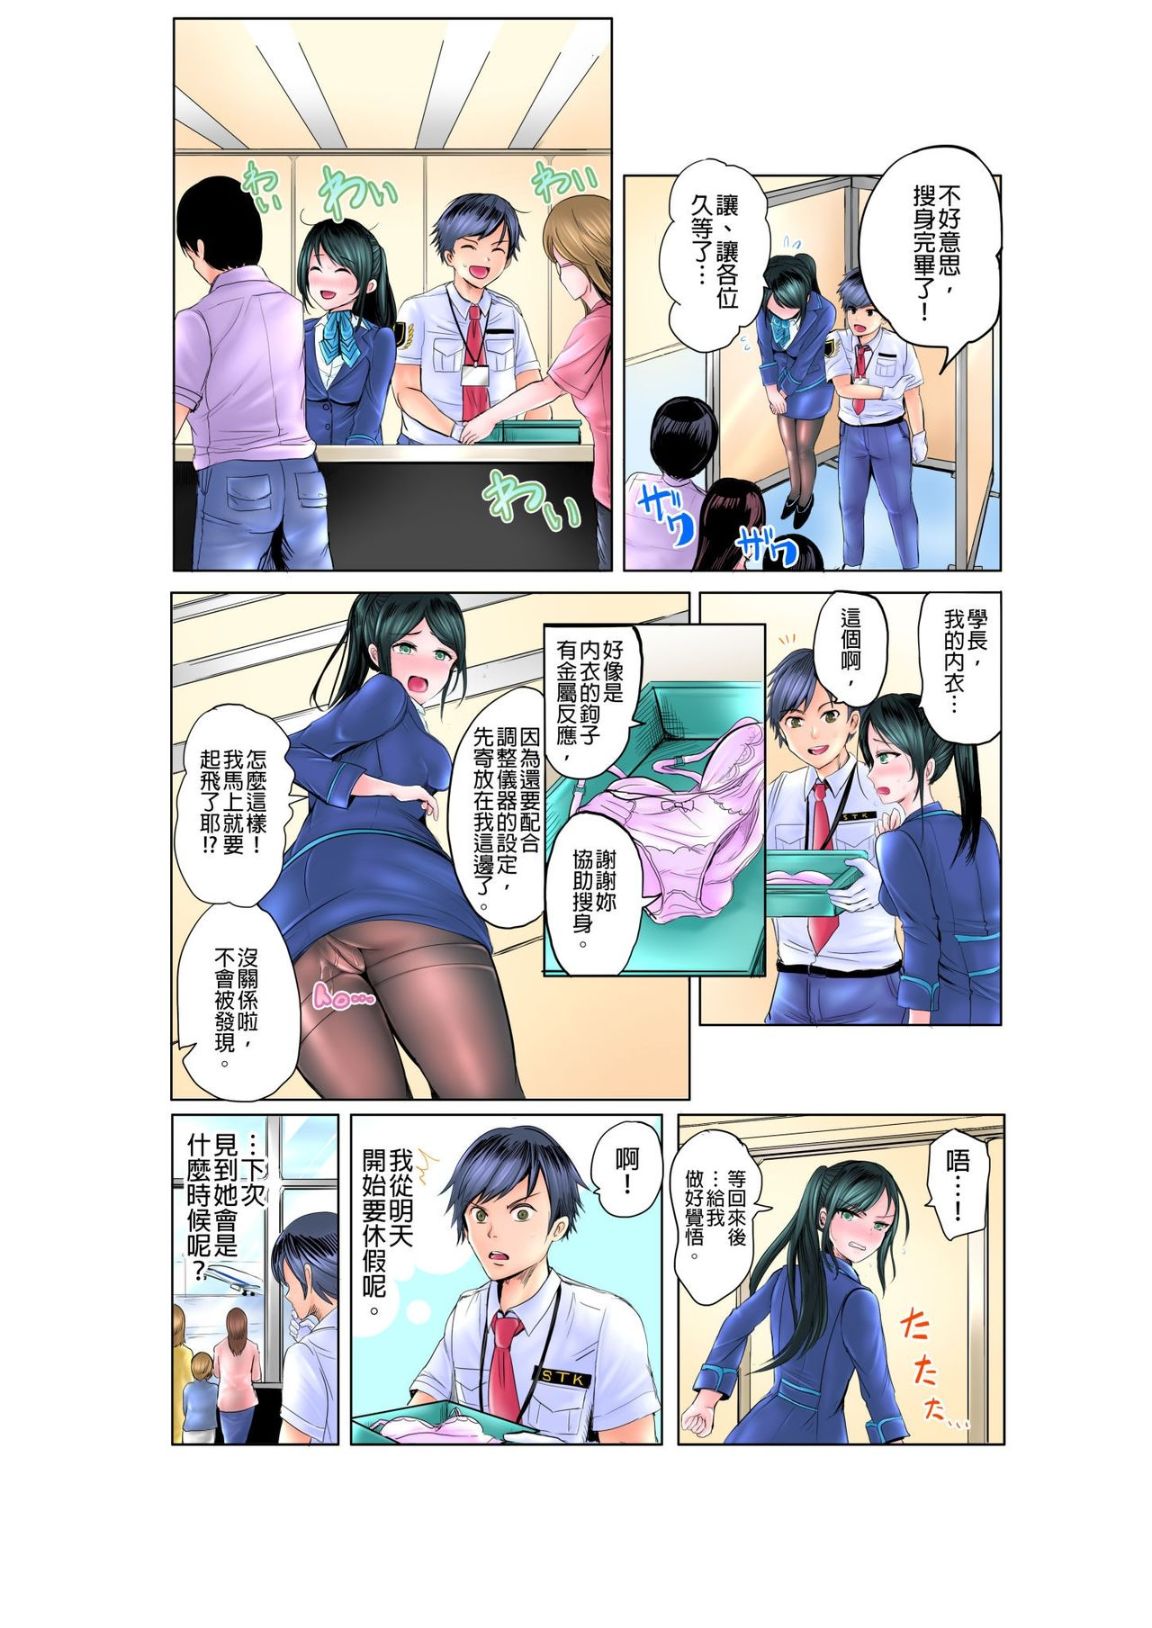 不好意思，
搜身完畢了！
讓、讓各位
久等了…
ザワ
ザワ
わい
わい
わい
わい
學長，
我的內衣…
這個啊，
STK
好像是
內衣的鉤子
有金屬反應，
謝謝妳
協助搜身。
因為還要配合
調整儀器的設定，
先寄放在我這邊了。
怎麼這樣！
我馬上就要
起飛了耶!?
沒關係啦，
不會被發現。
唔…！
等回來後
…給我
做好覺悟。
たたた…
啊！
我從明天
開始要休假呢。
STK
…下次
見到她會是
什麼時候呢？